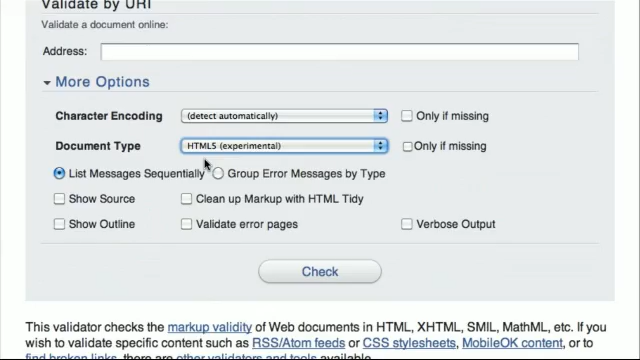 Validate by URI
Validate a document online:
Address:
More Options
Character Encoding (detect automatically) Only if missing
Document Type HTML5 (experimental) Only if missing
List Messages Sequentially Group Error Messages by Type
Show Source Clean up Markup with HTML Tidy
Show Outline Validate error pages Verbose Output
Check
This validator checks the markup validity of Web documents in HTML, XHTML, SMIL, MathML, etc. If you
wish to validate specific content such as RSS/Atom feeds or CSS stylesheets, MobileOK content, or to
find broken links, there are other validators and tools available.